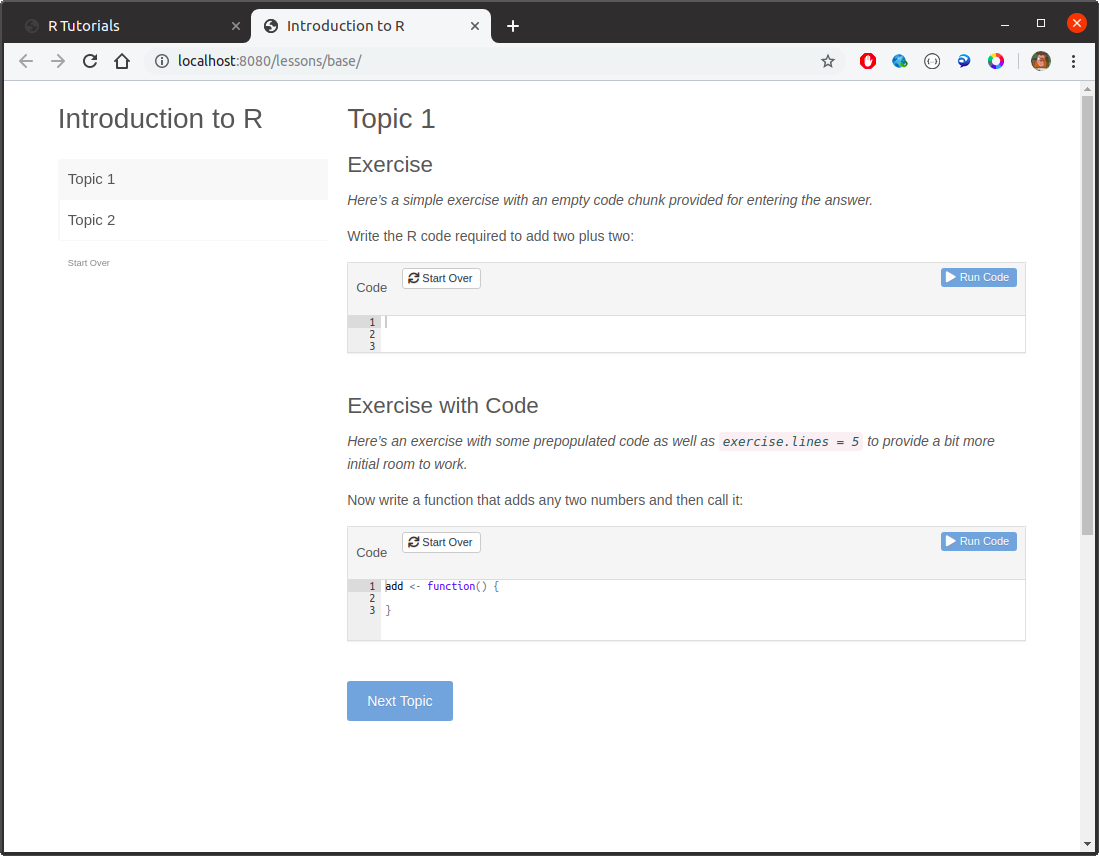 R Tutorials
Introduction to R
localhost:8080/lessons/base/
Introduction to R
Topic 1
Topic 2
Start Over
Topic 1
Exercise
Here’s a simple exercise with an empty code chunk provided for entering the answer.
Write the R code required to add two plus two:
Code Start Over Run Code
1
2
3
Exercise with Code
Here’s an exercise with some prepopulated code as well as exercise.lines = 5 to provide a bit more
initial room to work.
Now write a function that adds any two numbers and then call it:
Code Start Over Run Code
1 add <- function() {
2
3 }
Next Topic